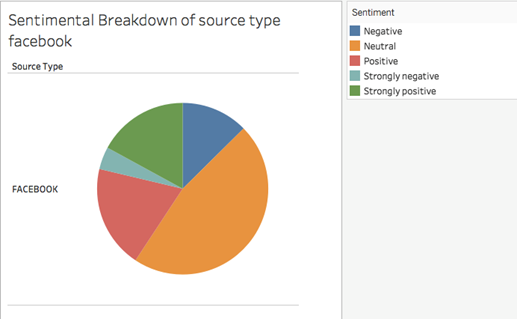 Sentimental Breakdown of source type
facebook
Source Type
FACEBOOK
Sentiment
Negative
Neutral
Positive
Strongly negative
Strongly positive